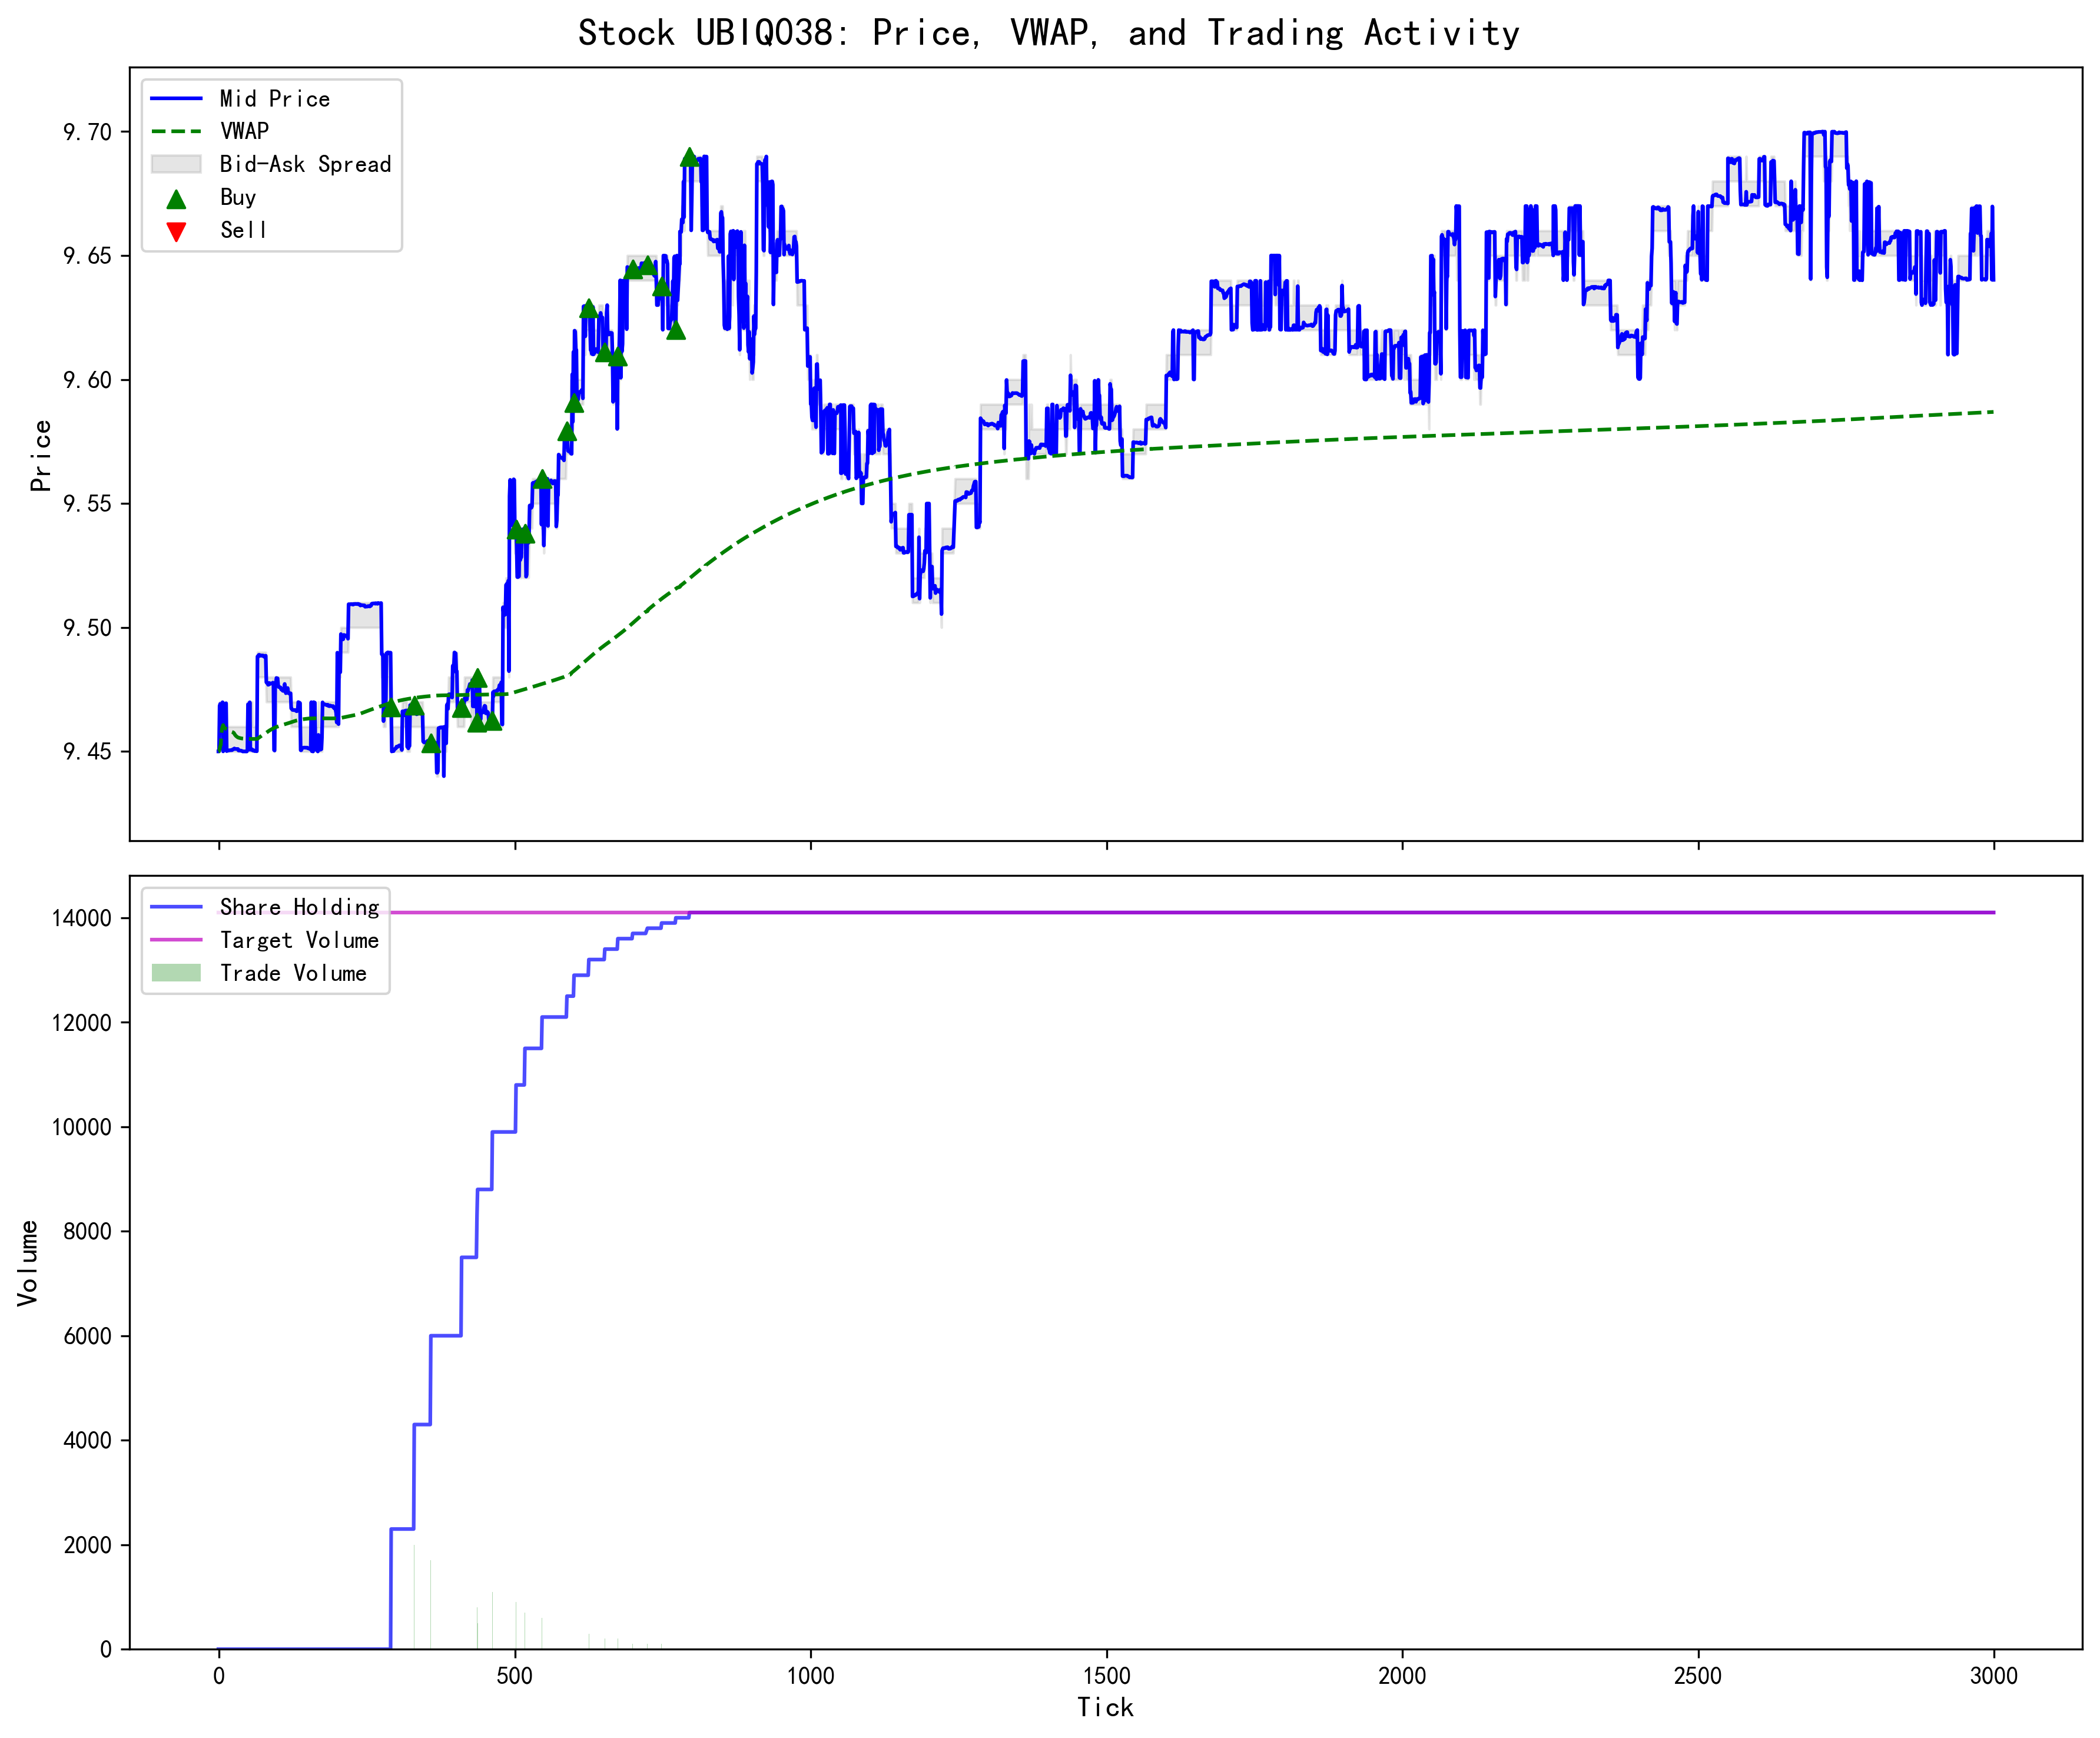 Stock UBIQ038: Price, VWAP, and Trading Activity
Mid Price
VWAP
Bid-Ask Spread
Buy
Sell
9.70
9.65
9.60
9.55
9.50
9.45
Price
Share Holding
Target Volume
Trade Volume
14000
12000
10000
8000
6000
4000
2000
0
Volume
0 500 1000 1500 2000 2500 3000
Tick